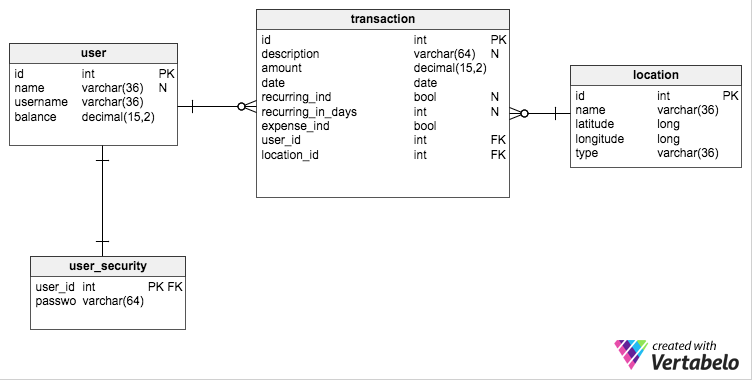 user
id int PK
name varchar(36) N
username varchar(36)
balance decimal(15,2)
transaction
id int PK
description varchar(64) N
amount decimal(15,2)
date date
recurring_ind bool N
recurring_in_days int N
expense_ind bool
user_id int FK
location_id int FK
location
id int PK
name varchar(36)
latitude long
longitude long
type varchar(36)
user_security
user_id int PK FK
passwo varchar(64)
created with
Vertabelo